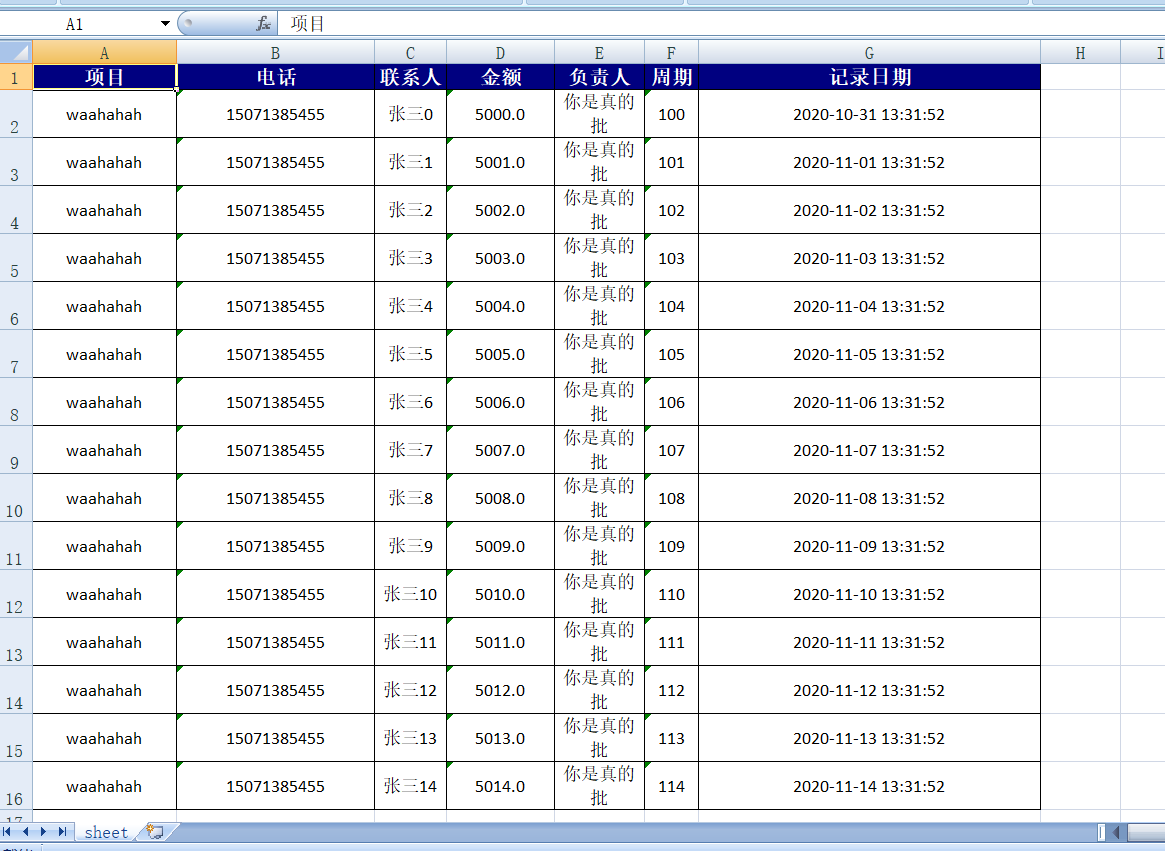 A1 fx 项目
A B C D E F G H I
1 项目 电话 联系人 金额 负责人 周期 记录日期
2 waahahah 15071385455 张三0 5000.0 你是真的批 100 2020-10-31 13:31:52
3 waahahah 15071385455 张三1 5001.0 你是真的批 101 2020-11-01 13:31:52
4 waahahah 15071385455 张三2 5002.0 你是真的批 102 2020-11-02 13:31:52
5 waahahah 15071385455 张三3 5003.0 你是真的批 103 2020-11-03 13:31:52
6 waahahah 15071385455 张三4 5004.0 你是真的批 104 2020-11-04 13:31:52
7 waahahah 15071385455 张三5 5005.0 你是真的批 105 2020-11-05 13:31:52
8 waahahah 15071385455 张三6 5006.0 你是真的批 106 2020-11-06 13:31:52
9 waahahah 15071385455 张三7 5007.0 你是真的批 107 2020-11-07 13:31:52
10 waahahah 15071385455 张三8 5008.0 你是真的批 108 2020-11-08 13:31:52
11 waahahah 15071385455 张三9 5009.0 你是真的批 109 2020-11-09 13:31:52
12 waahahah 15071385455 张三10 5010.0 你是真的批 110 2020-11-10 13:31:52
13 waahahah 15071385455 张三11 5011.0 你是真的批 111 2020-11-11 13:31:52
14 waahahah 15071385455 张三12 5012.0 你是真的批 112 2020-11-12 13:31:52
15 waahahah 15071385455 张三13 5013.0 你是真的批 113 2020-11-13 13:31:52
16 waahahah 15071385455 张三14 5014.0 你是真的批 114 2020-11-14 13:31:52
17
sheet